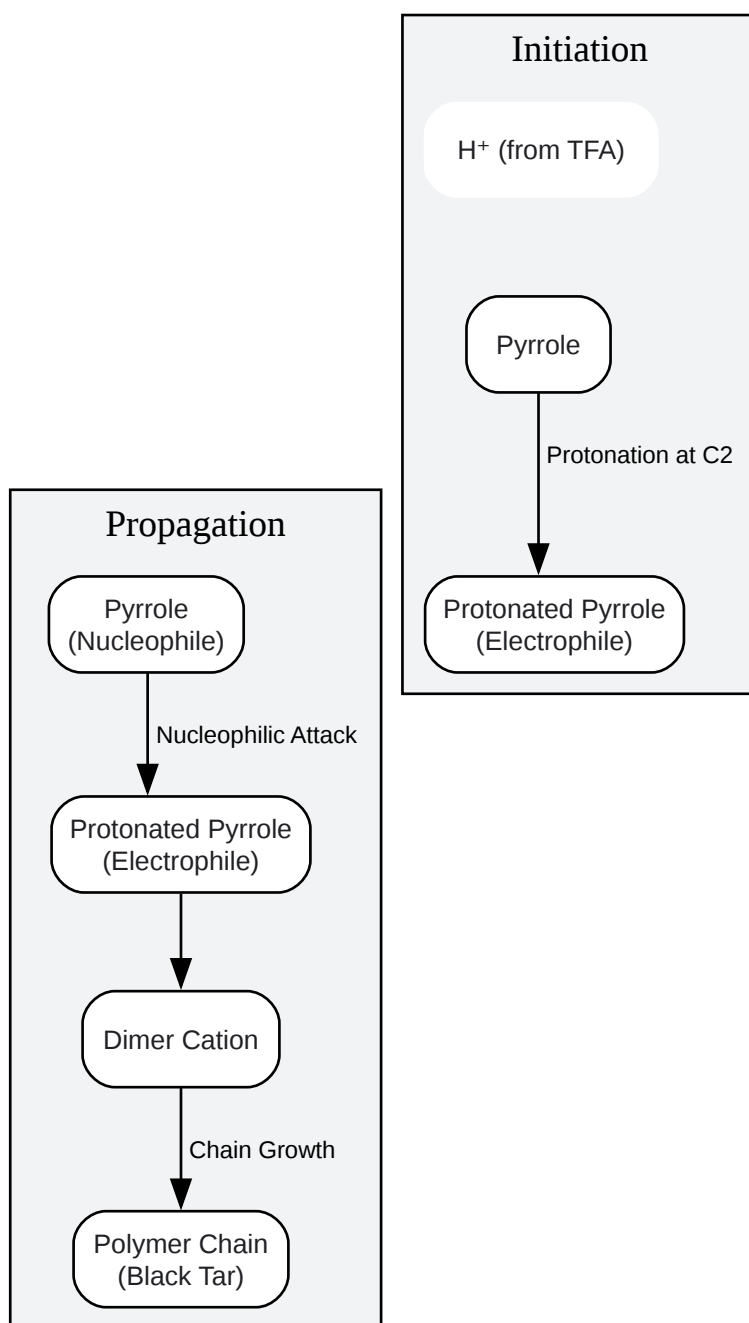 Initiation
H⁺ (from TFA)
Pyrrole
Protonation at C2
Protonated Pyrrole
(Electrophile)
Propagation
Pyrrole
(Nucleophile)
Nucleophilic Attack
Protonated Pyrrole
(Electrophile)
Dimer Cation
Chain Growth
Polymer Chain
(Black Tar)